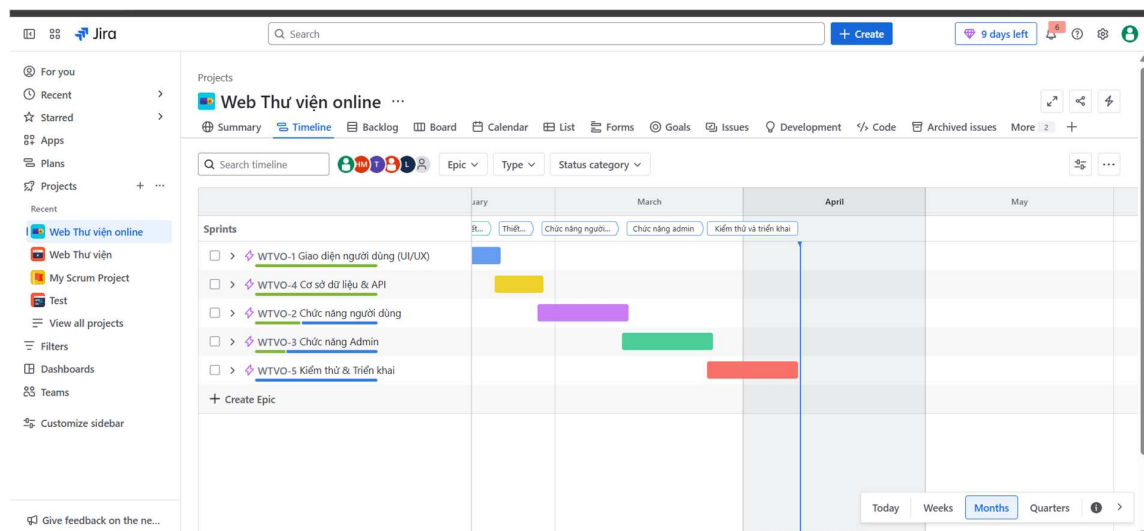 Jira
Search
+ Create
9 days left
6
For you
Recent
Starred
Apps
Plans
Projects
Recent
Web Thư viện online
Web Thư viện
My Scrum Project
Test
View all projects
Filters
Dashboards
Teams
Customize sidebar
Give feedback on the ne...
Projects
Web Thư viện online ...
Summary Timeline Backlog Board Calendar List Forms Goals Issues Development Code Archived issues More 2 +
Search timeline
HM T L
Epic Type Status category
uary March April May
Sprints
ết... Thiết... Chức năng người... Chức năng admin Kiểm thử và triển khai
WTVO-1 Giao diện người dùng (UI/UX)
WTVO-4 Cơ sở dữ liệu & API
WTVO-2 Chức năng người dùng
WTVO-3 Chức năng Admin
WTVO-5 Kiểm thử & Triển khai
+ Create Epic
Today Weeks Months Quarters